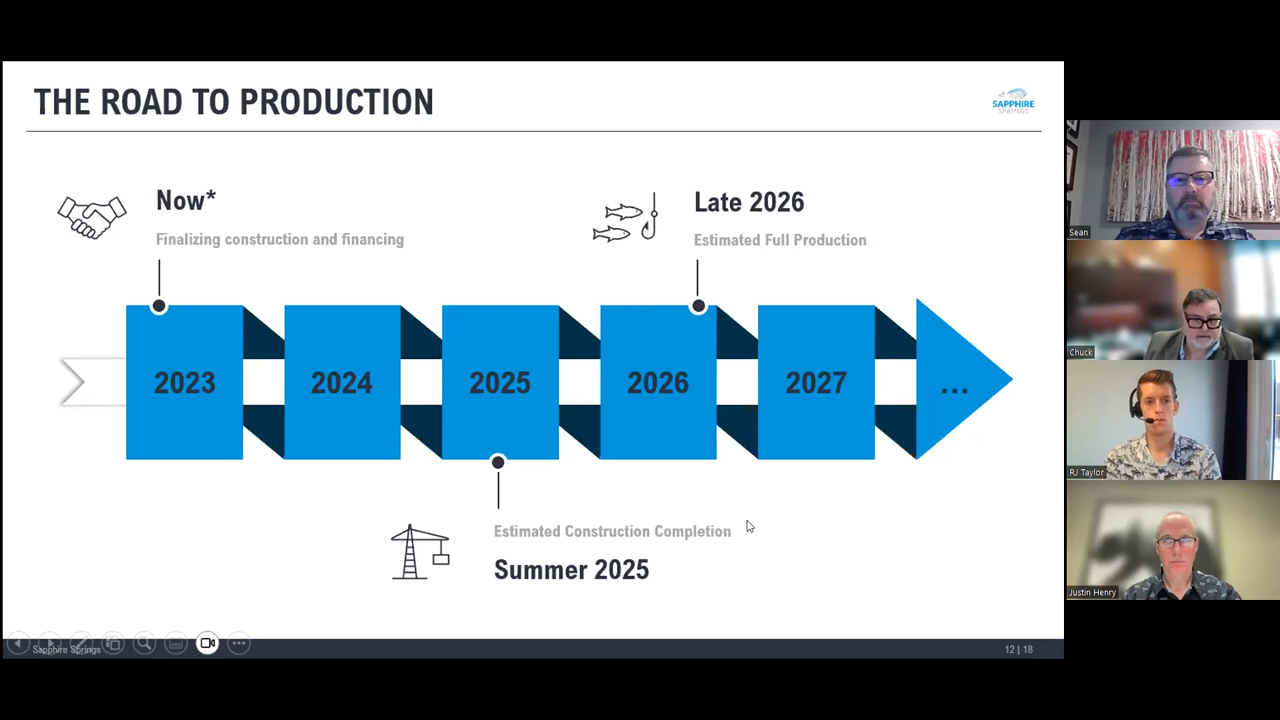 THE ROAD TO PRODUCTION
SAPPHIRE
SPRINGS
Now*
Finalizing construction and financing
Late 2026
Estimated Full Production
2023
2024
2025
2026
2027
...
Estimated Construction Completion
Summer 2025
Sapphire Springs
12 | 18
Sean
Chuck
RJ Taylor
Justin Henry